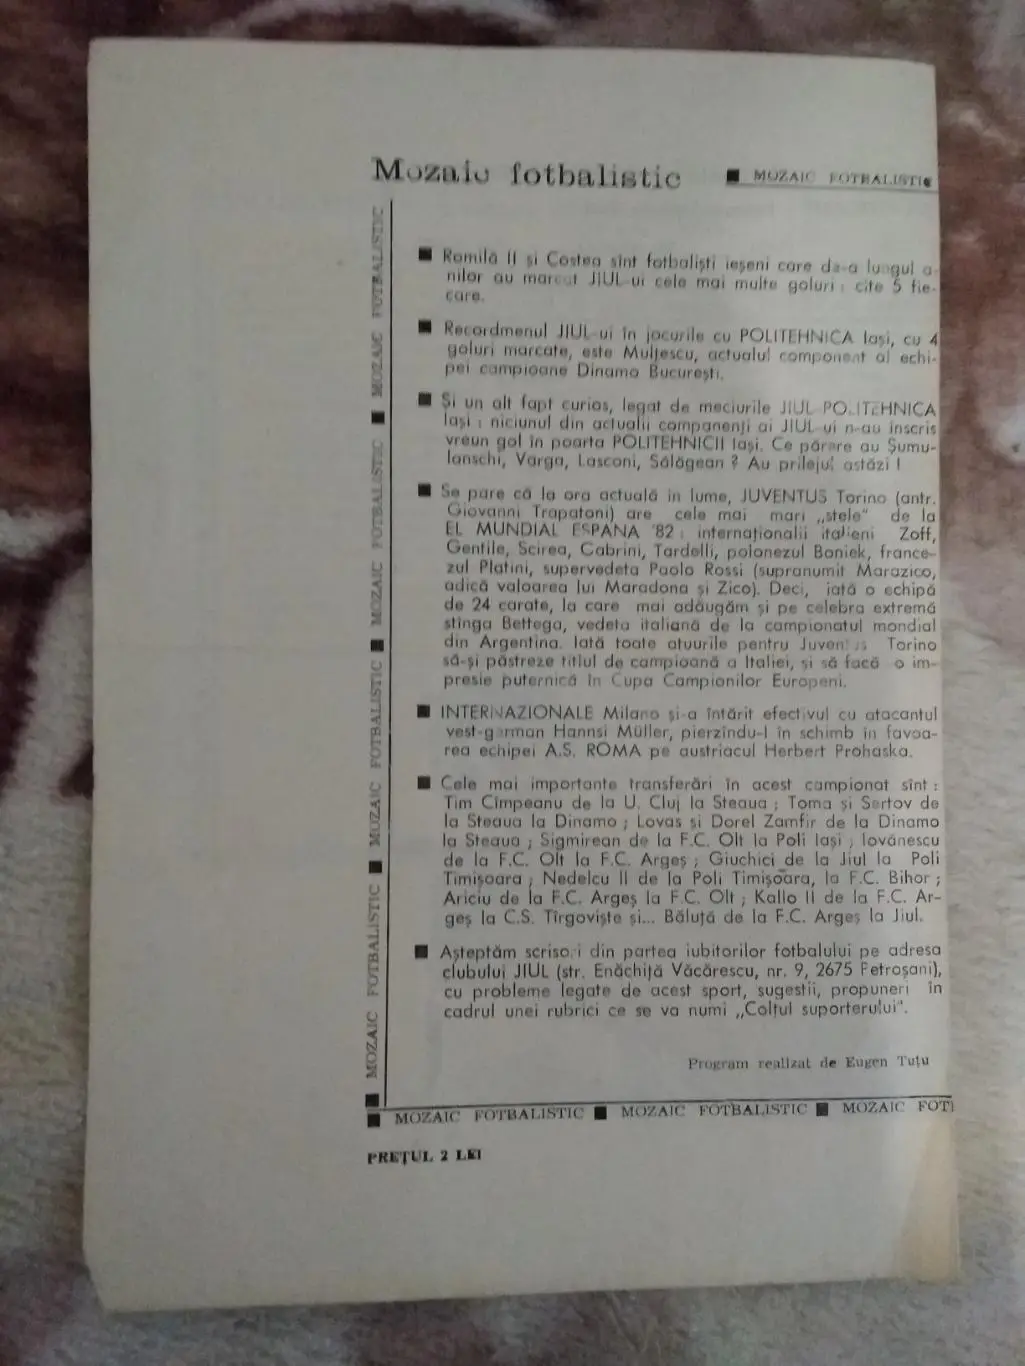 Mozaic fotbalistic ■ MOZAIC FOTBALISTIC
■ Romilă II și Costea sînt fotbaliști ieșeni care de-a lungul a-
nilor au marcat JIUL-ui cele mai multe goluri : cîte 5 fie-
care.
■ Recordmenul JIUL-ui în jocurile cu POLITEHNICA Iași, cu 4
goluri marcate, este Mulțescu, actualul component al echi-
pei campioane Dinamo București.
■ Și un alt fapt curios, legat de meciurile JIUL POLITEHNICA
Iași : niciunul din actualii companenți ai JIUL-ui n-au înscris
vreun gol în poarta POLITEHNICII Iași. Ce părere au Șumu-
lanschi, Varga, Lasconi, Sălăgean ? Au prilejul astăzi !
■ Se pare că la ora actuală în lume, JUVENTUS Torino (antr.
Giovanni Trapatoni) are cele mai mari „stele” de la
EL MUNDIAL ESPANA '82 : internaționalii italieni Zoff,
Gentile, Scirea, Cabrini, Tardelli, polonezul Boniek, france-
zul Platini, supervedeta Paolo Rossi (supranumit Marazico,
adică valoarea lui Maradona și Zico). Deci, iată o echipă
de 24 carate, la care mai adăugăm și pe celebra extremă
stînga Bettega, vedeta italiană de la campionatul mondial
din Argentina. Iată toate atuurile pentru Juventus Torino
să-și păstreze titlul de campioană a Italiei, și să facă o im-
presie puternică în Cupa Campionilor Europeni.
■ INTERNAZIONALE Milano și-a întărit efectivul cu atacantul
vest-german Hannsi Müller, pierzîndu-l în schimb în favoa-
rea echipei A.S. ROMA pe austriacul Herbert Prohaska.
■ Cele mai importante transferări în acest campionat sînt :
Tim Cîmpeanu de la U. Cluj la Steaua ; Toma și Sertov de
la Steaua la Dinamo ; Lovas și Dorel Zamfir de la Dinamo
la Steaua ; Sigmirean de la F.C. Olt la Poli Iași ; Iovănescu
de la F.C. Olt la F.C. Argeș ; Giuchici de la Jiul la Poli
Timișoara ; Nedelcu II de la Poli Timișoara, la F.C. Bihor ;
Ariciu de la F.C. Argeș la F.C. Olt ; Kallo II de la F.C. Ar-
geș la C.S. Tîrgoviște și... Băluță de la F.C. Argeș la Jiul.
■ Așteptăm scrisori din partea iubitorilor fotbalului pe adresa
clubului JIUL (str. Enăchiță Văcărescu, nr. 9, 2675 Petroșani),
cu probleme legate de acest sport, sugestii, propuneri în
cadrul unei rubrici ce se va numi „Colțul suporterului”.
Program realizat de Eugen Tuțu
■ MOZAIC FOTBALISTIC MOZAIC FOTBALISTIC ■ MOZAIC FOTBALISTIC ■ MOZAIC FOTBALISTIC ■ MOZAIC FOTBALISTIC
■ MOZAIC FOTBALISTIC ■ MOZAIC FOTBALISTIC ■ MOZAIC FOTI
PREȚUL 2 LEI